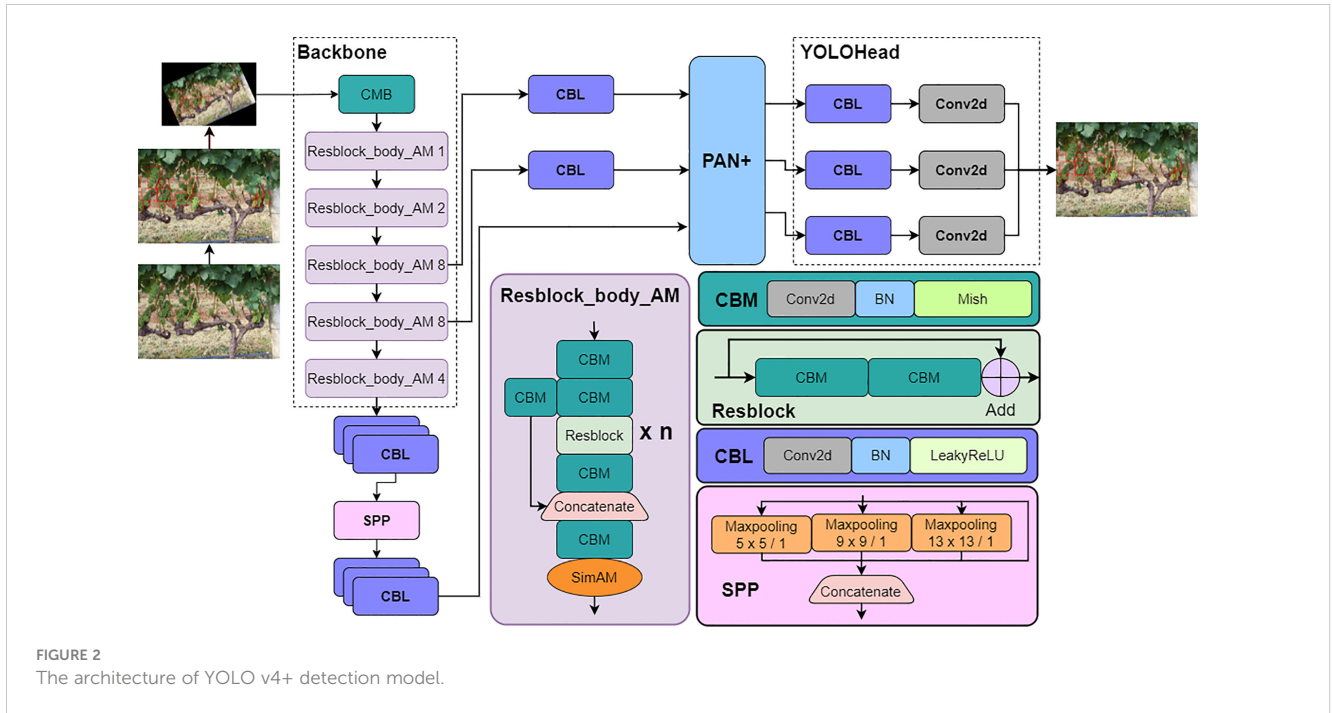 Backbone
CMB
Resblock_body_AM 1
Resblock_body_AM 2
Resblock_body_AM 8
Resblock_body_AM 8
Resblock_body_AM 4
CBL
SPP
CBL
CBL
CBL
PAN+
YOLOHead
CBL Conv2d
CBL Conv2d
CBL Conv2d
Resblock_body_AM
CBM
CBM CBM
Resblock x n
CBM
Concatenate
CBM
SimAM
CBM Conv2d BN Mish
CBM CBM
Resblock Add
CBL Conv2d BN LeakyReLU
Maxpooling Maxpooling Maxpooling
5 x 5 / 1 9 x 9 / 1 13 x 13 / 1
SPP Concatenate
FIGURE 2
The architecture of YOLO v4+ detection model.